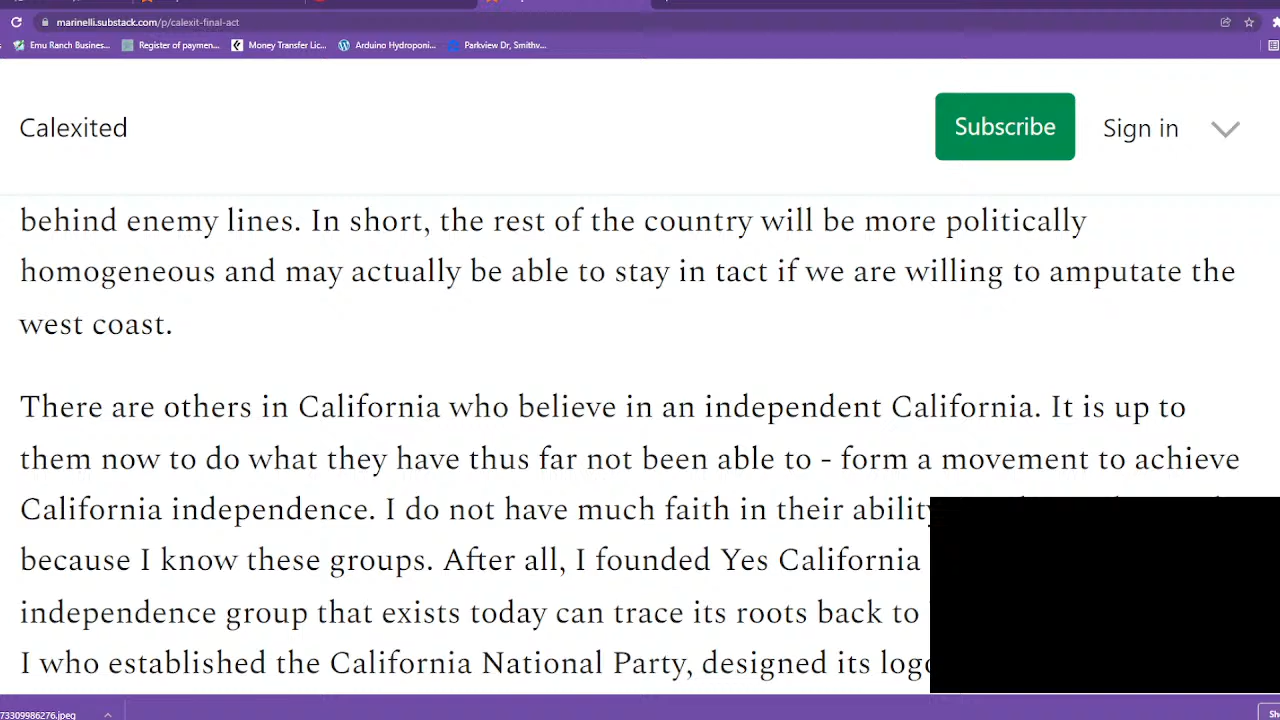 marinelli.substack.com/p/calexit-final-act
Emu Ranch Busines... Register of paymen... Money Transfer Lic... Arduino Hydroponi... Parkview Dr, Smithv...
Calexited Subscribe Sign in
behind enemy lines. In short, the rest of the country will be more politically
homogeneous and may actually be able to stay in tact if we are willing to amputate the
west coast.
There are others in California who believe in an independent California. It is up to
them now to do what they have thus far not been able to - form a movement to achieve
California independence. I do not have much faith in their ability
because I know these groups. After all, I founded Yes California
independence group that exists today can trace its roots back to
I who established the California National Party, designed its logo
73309986276.jpeg